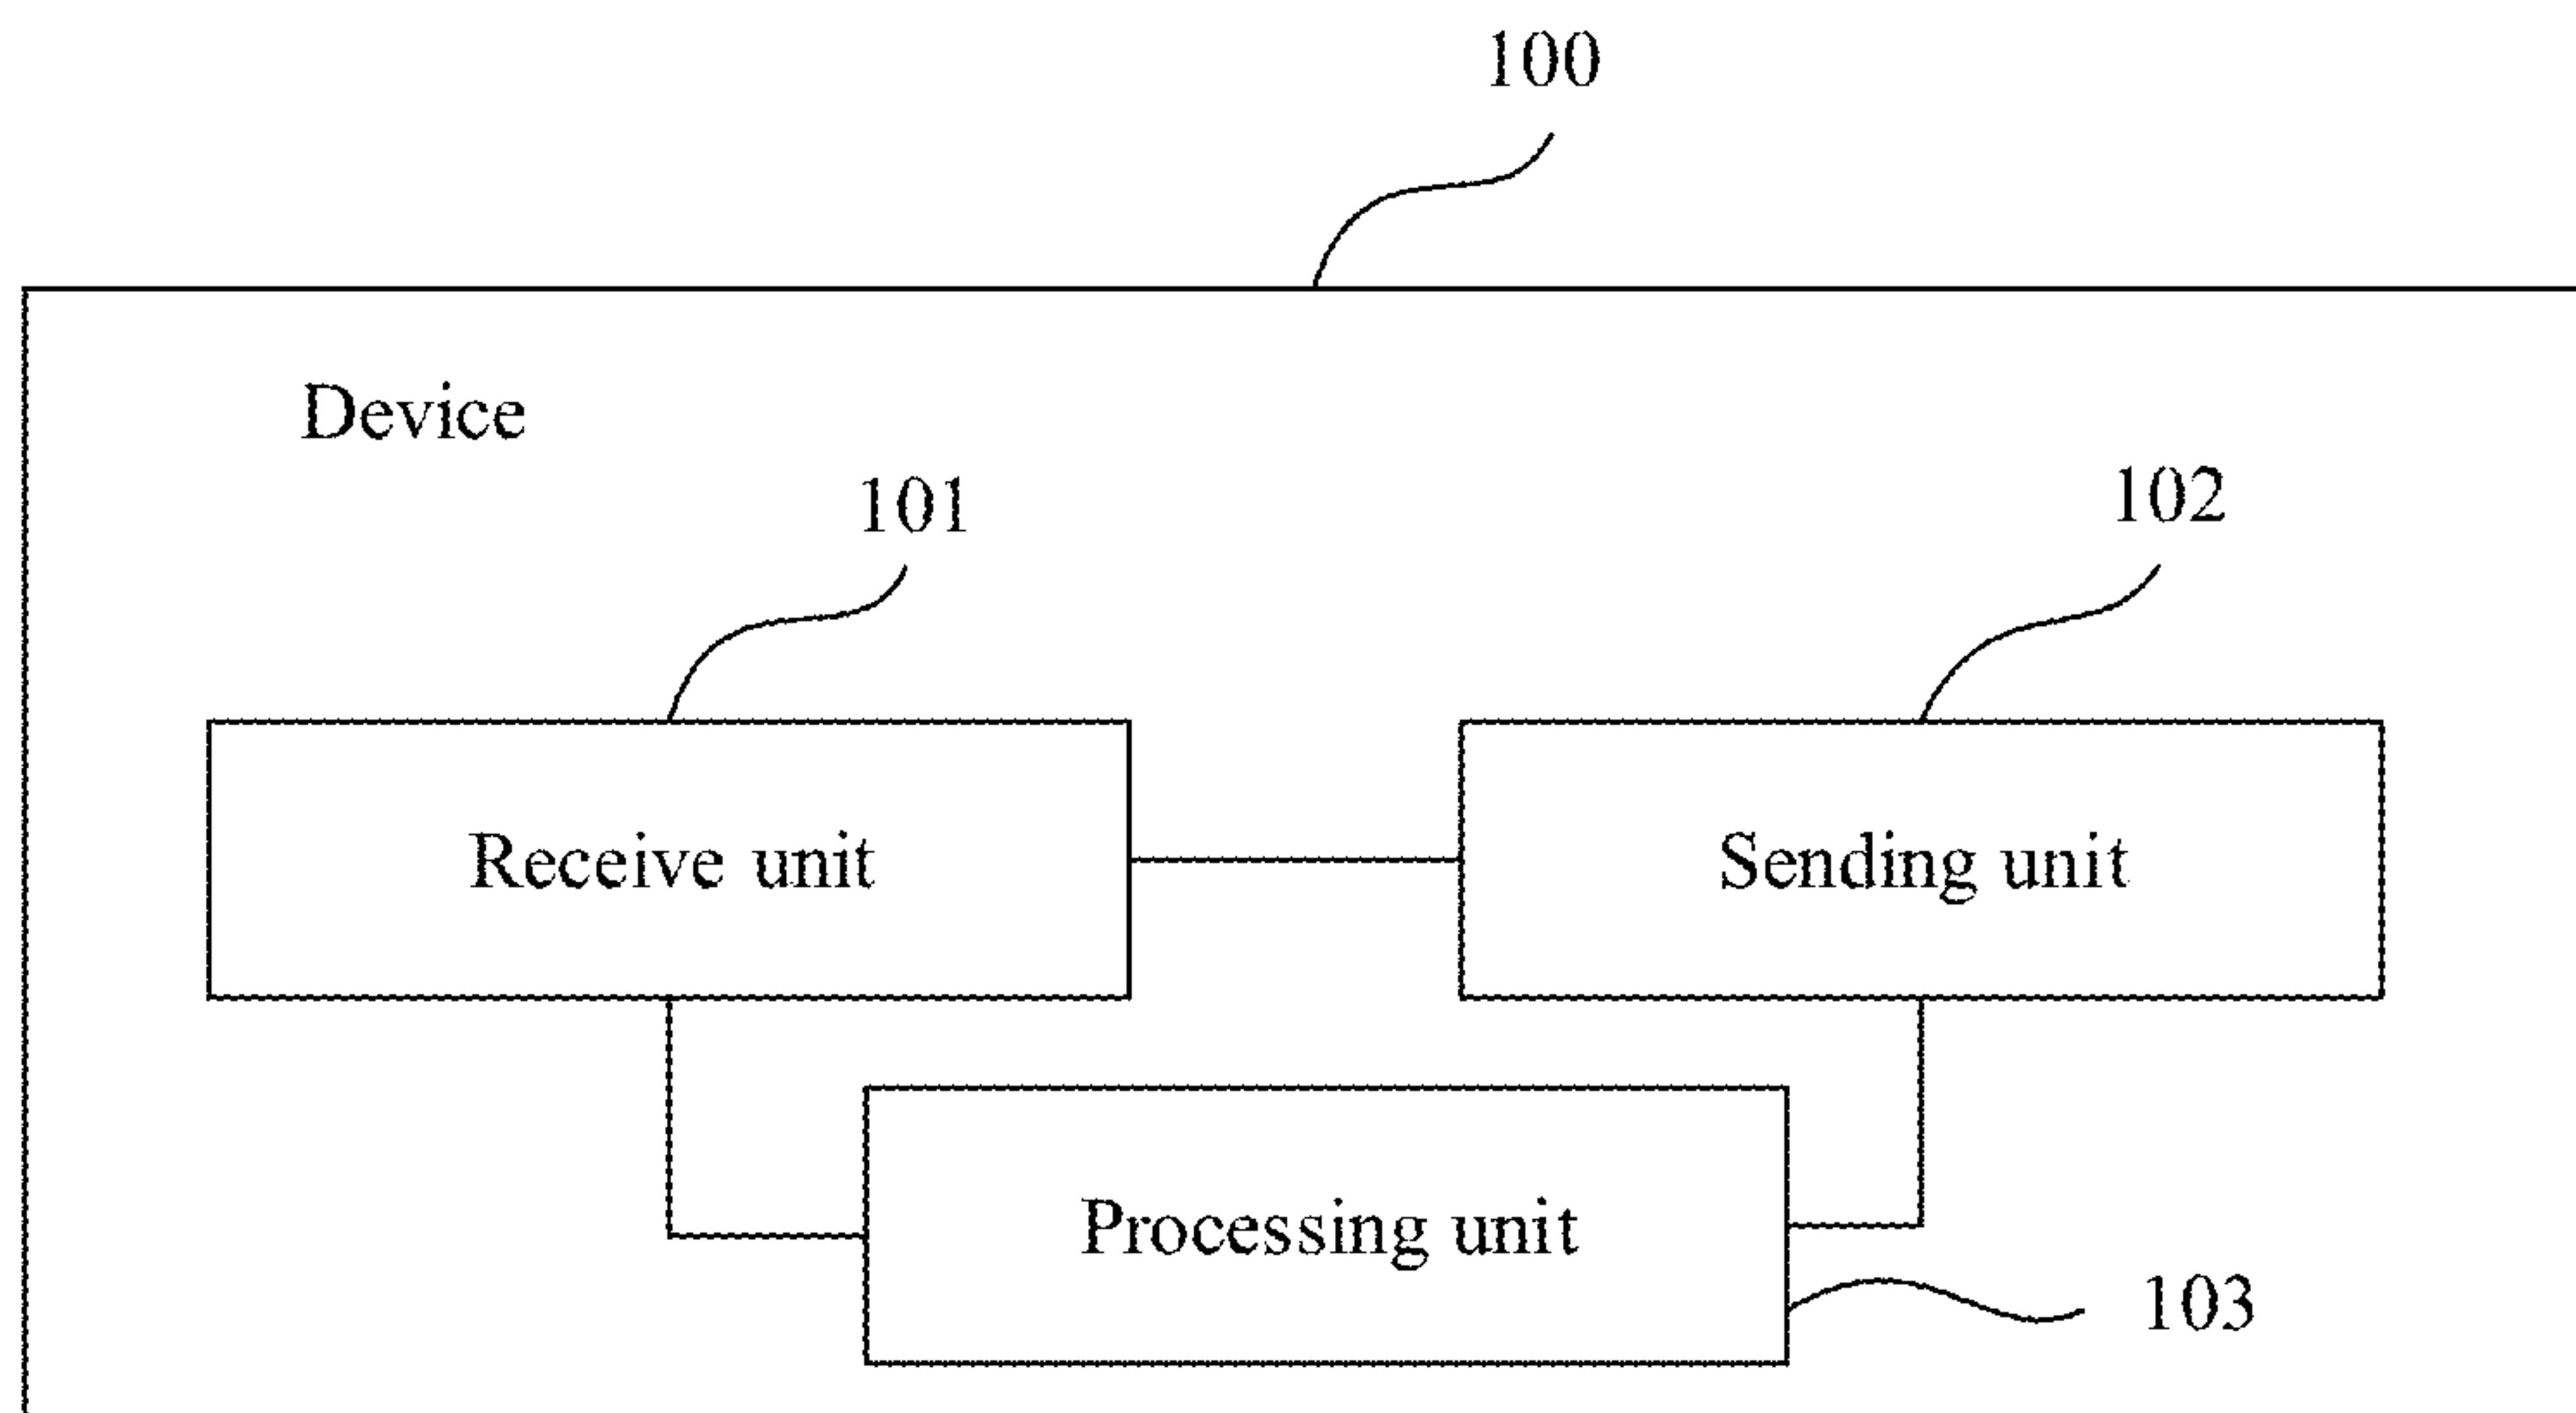 100
Device
101
102
Receive unit
Sending unit
Processing unit
103